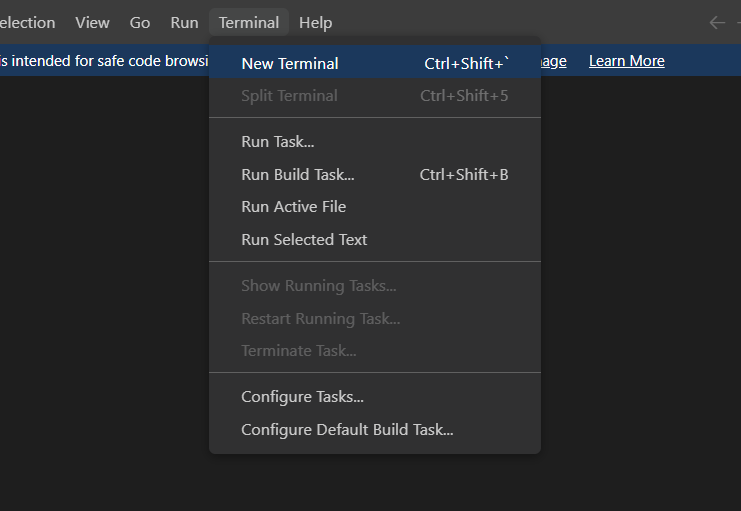 election View Go Run Terminal Help
is intended for safe code browsi age Learn More
New Terminal Ctrl+Shift+`
Split Terminal Ctrl+Shift+5
Run Task...
Run Build Task... Ctrl+Shift+B
Run Active File
Run Selected Text
Show Running Tasks...
Restart Running Task...
Terminate Task...
Configure Tasks...
Configure Default Build Task...